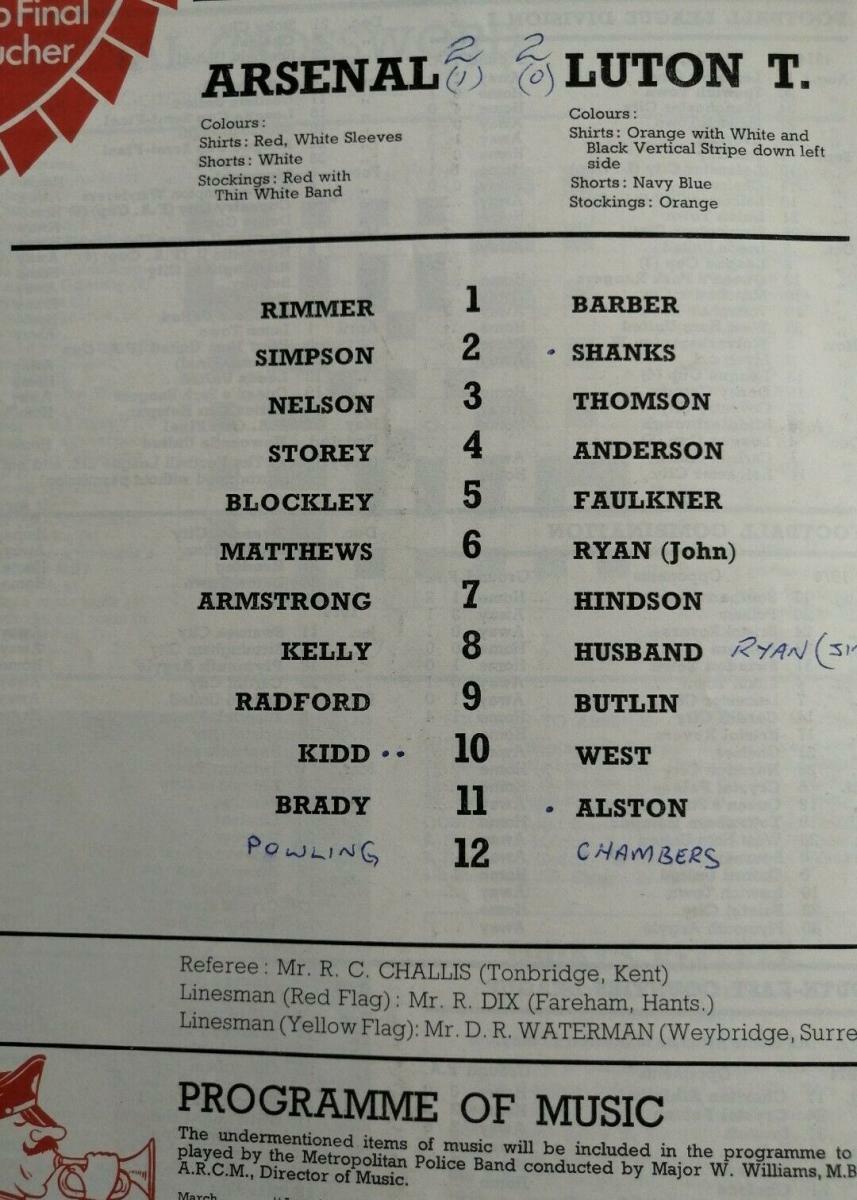 Final
ucher
ARSENAL 2 (1) 2 (0) LUTON T.
Colours:
Shirts: Red, White Sleeves
Shorts: White
Stockings: Red with
Thin White Band
Colours:
Shirts: Orange with White and
Black Vertical Stripe down left
side
Shorts: Navy Blue
Stockings: Orange
RIMMER 1 BARBER
SIMPSON 2 · SHANKS
NELSON 3 THOMSON
STOREY 4 ANDERSON
BLOCKLEY 5 FAULKNER
MATTHEWS 6 RYAN (John)
ARMSTRONG 7 HINDSON
KELLY 8 HUSBAND RYAN (JI
RADFORD 9 BUTLIN
KIDD ·· 10 WEST
BRADY 11 · ALSTON
POWLING 12 CHAMBERS
Referee: Mr. R. C. CHALLIS (Tonbridge, Kent)
Linesman (Red Flag): Mr. R. DIX (Fareham, Hants.)
Linesman (Yellow Flag): Mr. D. R. WATERMAN (Weybridge, Surre
PROGRAMME OF MUSIC
The undermentioned items of music will be included in the programme to
played by the Metropolitan Police Band conducted by Major W. Williams, M.B
A.R.C.M., Director of Music.
March